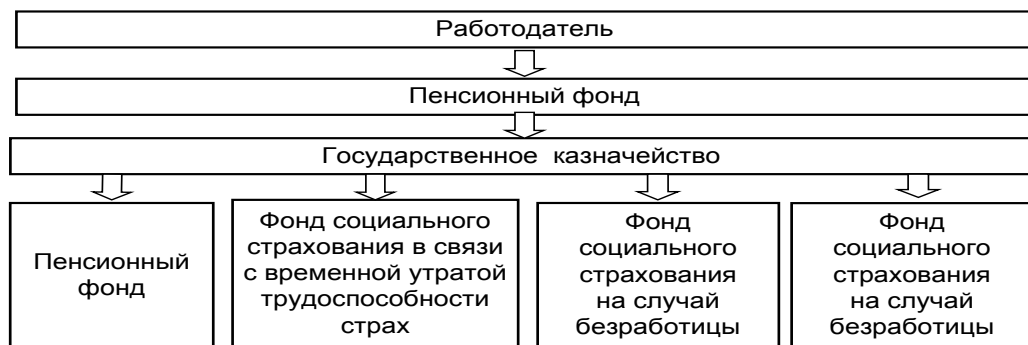 Работодатель
Пенсионный фонд
Государственное казначейство
Пенсионный
фонд
Фонд социального
страхования в связи
с временной утратой
трудоспособности
страх
Фонд
социального
страхования
на случай
безработицы
Фонд
социального
страхования
на случай
безработицы